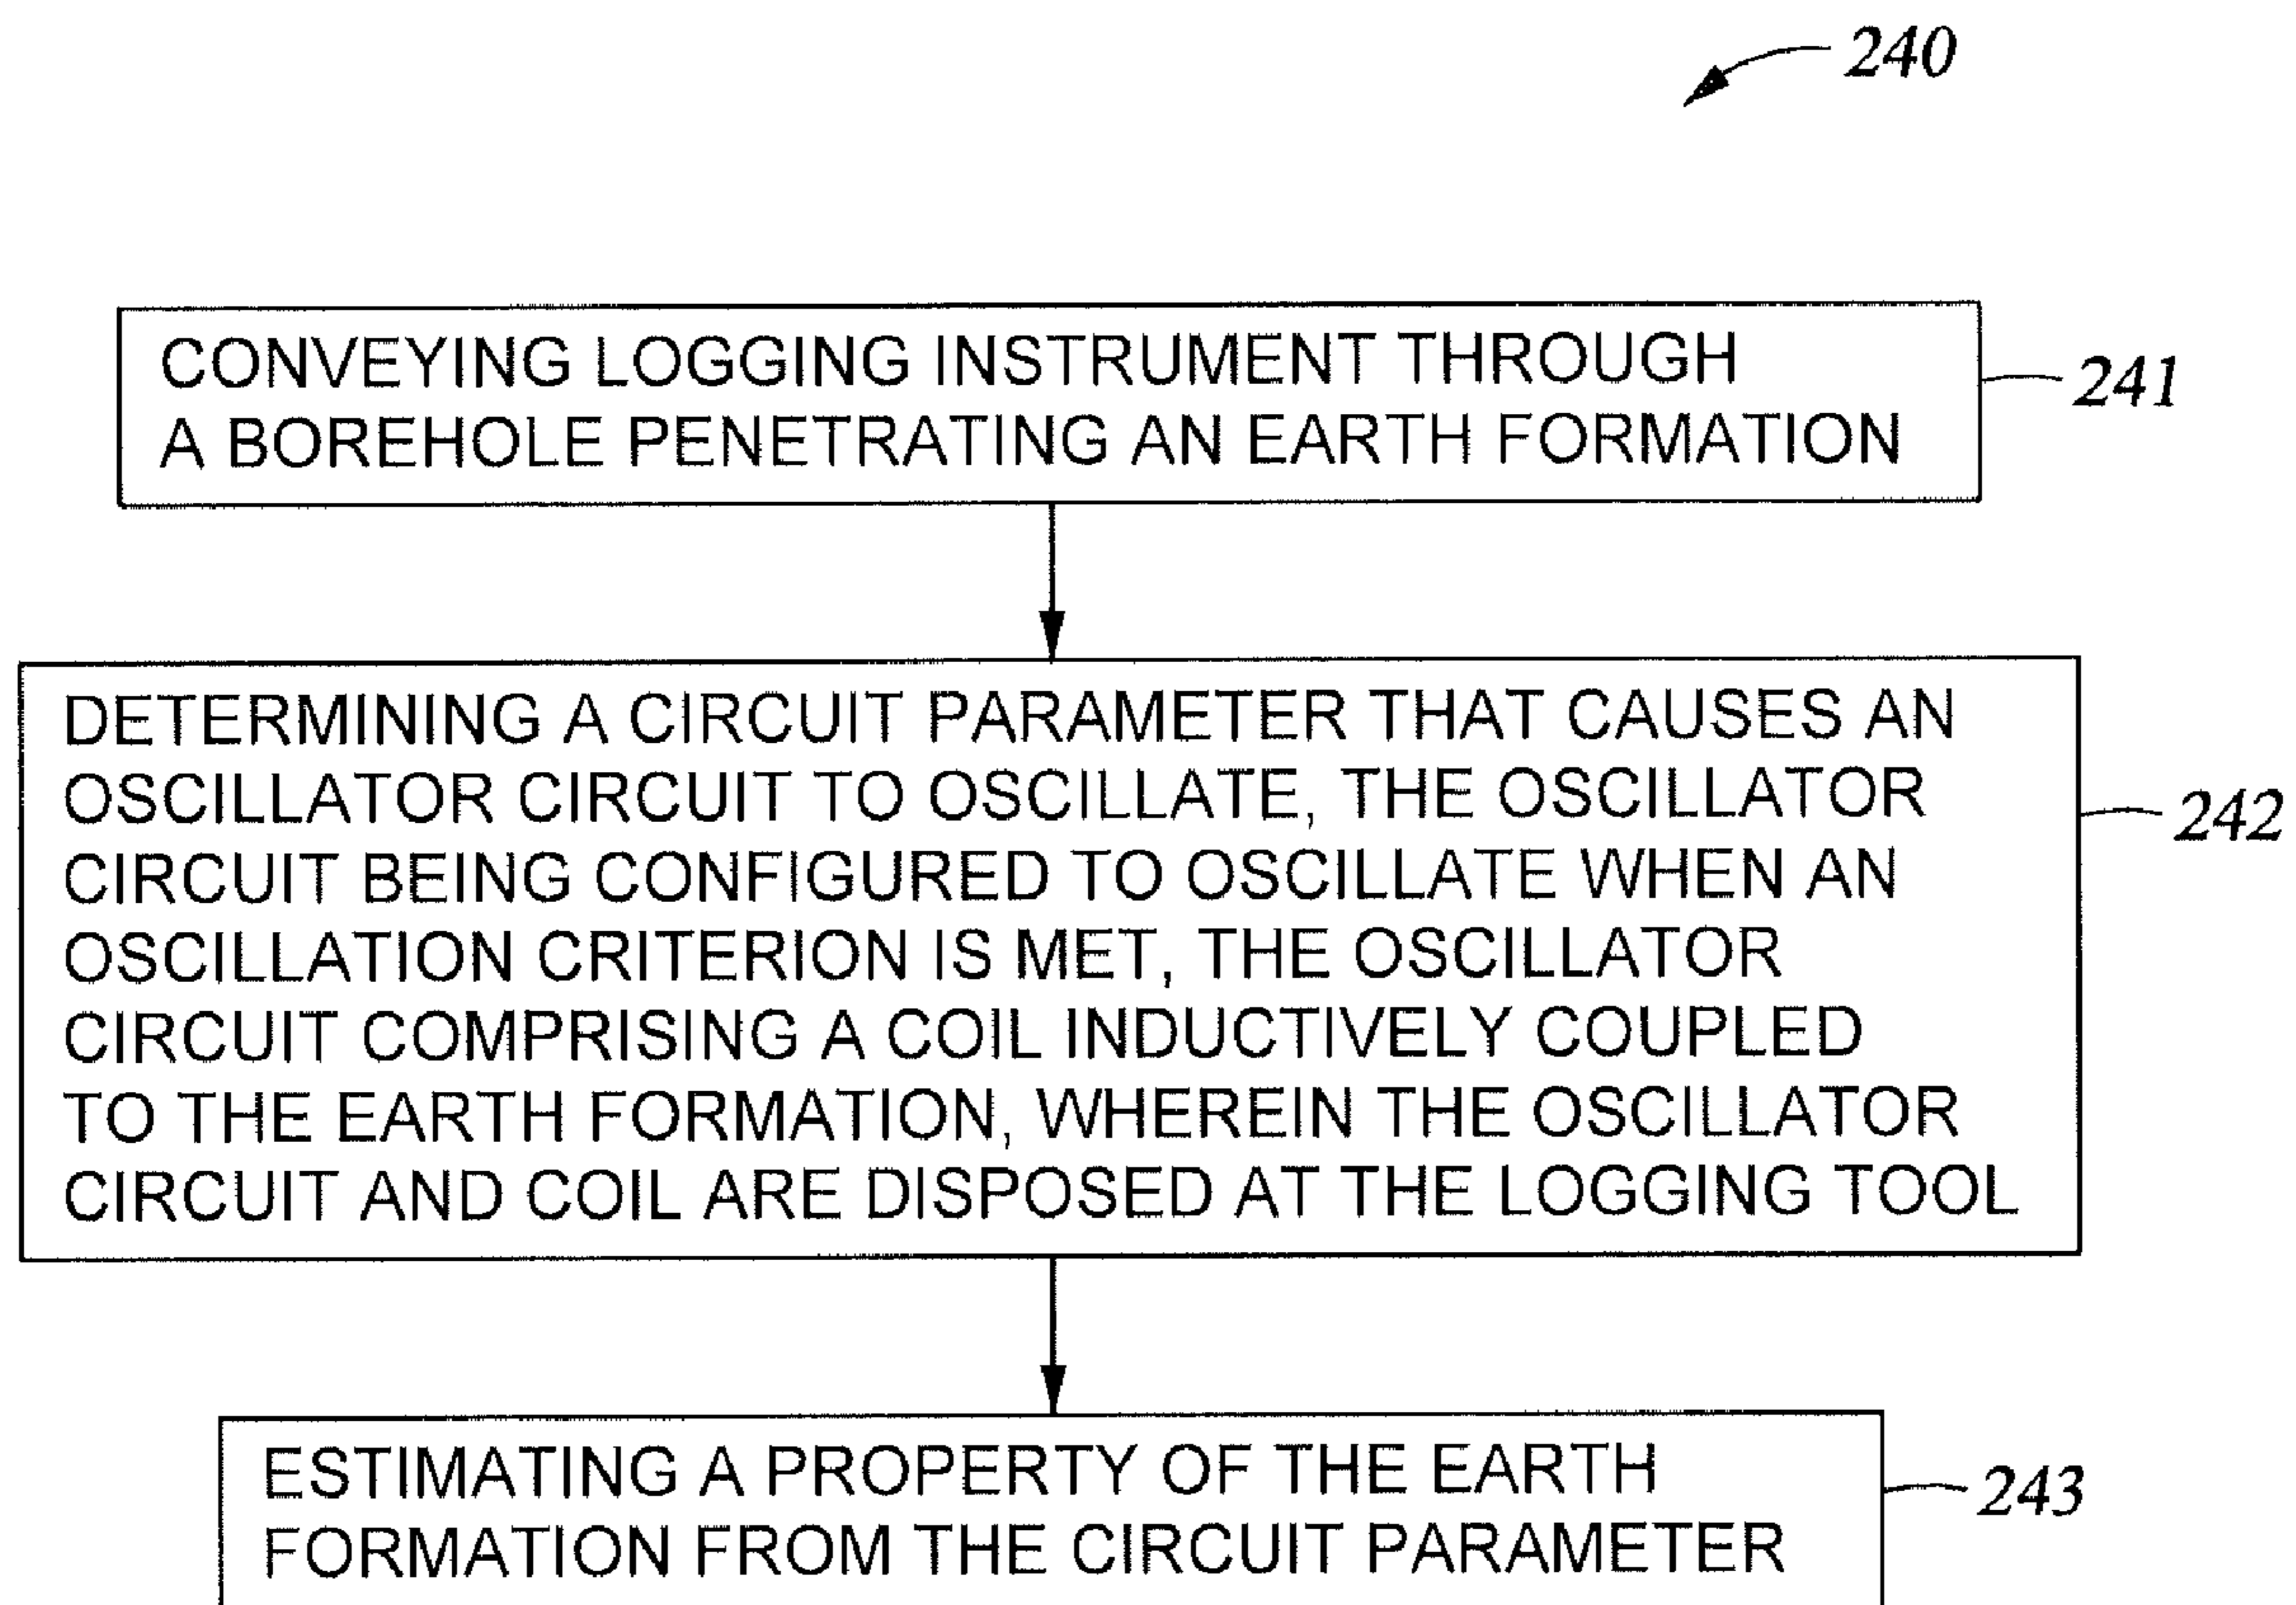 240
CONVEYING LOGGING INSTRUMENT THROUGH
A BOREHOLE PENETRATING AN EARTH FORMATION
241
DETERMINING A CIRCUIT PARAMETER THAT CAUSES AN
OSCILLATOR CIRCUIT TO OSCILLATE, THE OSCILLATOR
CIRCUIT BEING CONFIGURED TO OSCILLATE WHEN AN
OSCILLATION CRITERION IS MET, THE OSCILLATOR
CIRCUIT COMPRISING A COIL INDUCTIVELY COUPLED
TO THE EARTH FORMATION, WHEREIN THE OSCILLATOR
CIRCUIT AND COIL ARE DISPOSED AT THE LOGGING TOOL
242
ESTIMATING A PROPERTY OF THE EARTH
FORMATION FROM THE CIRCUIT PARAMETER
243